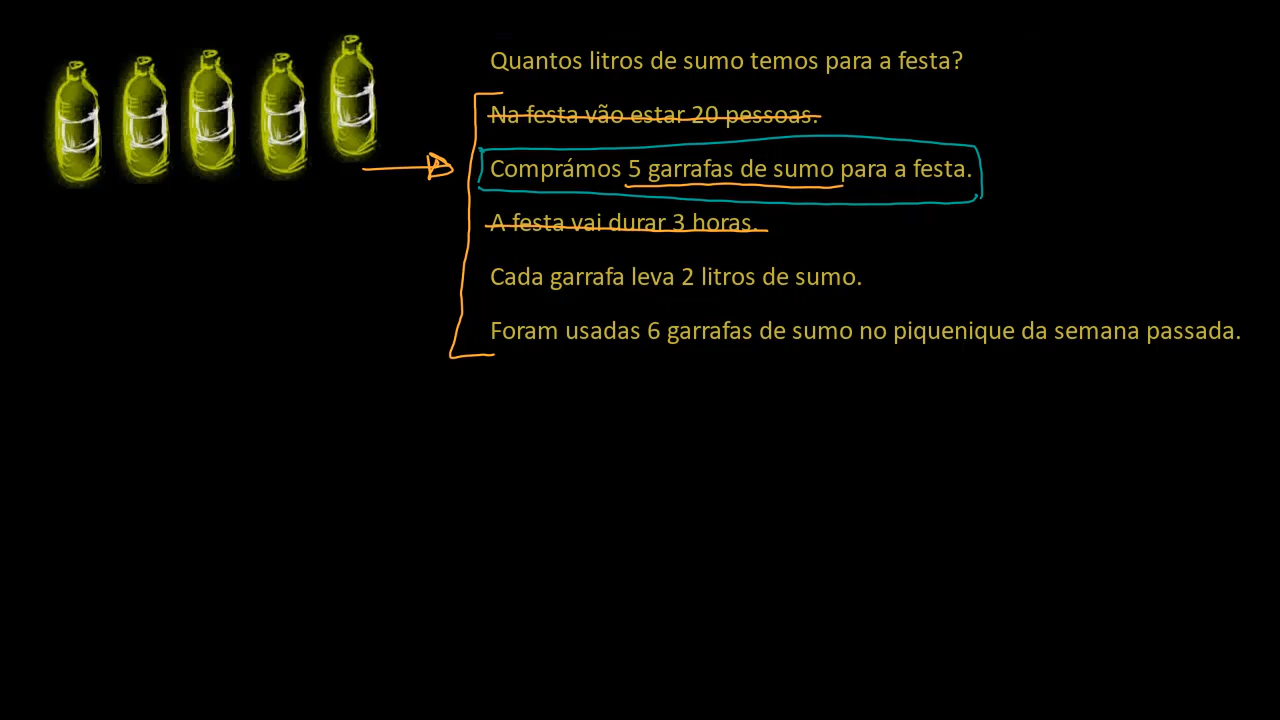 Quantos litros de sumo temos para a festa?
Na festa vão estar 20 pessoas.
Comprámos 5 garrafas de sumo para a festa.
A festa vai durar 3 horas.
Cada garrafa leva 2 litros de sumo.
Foram usadas 6 garrafas de sumo no piquenique da semana passada.